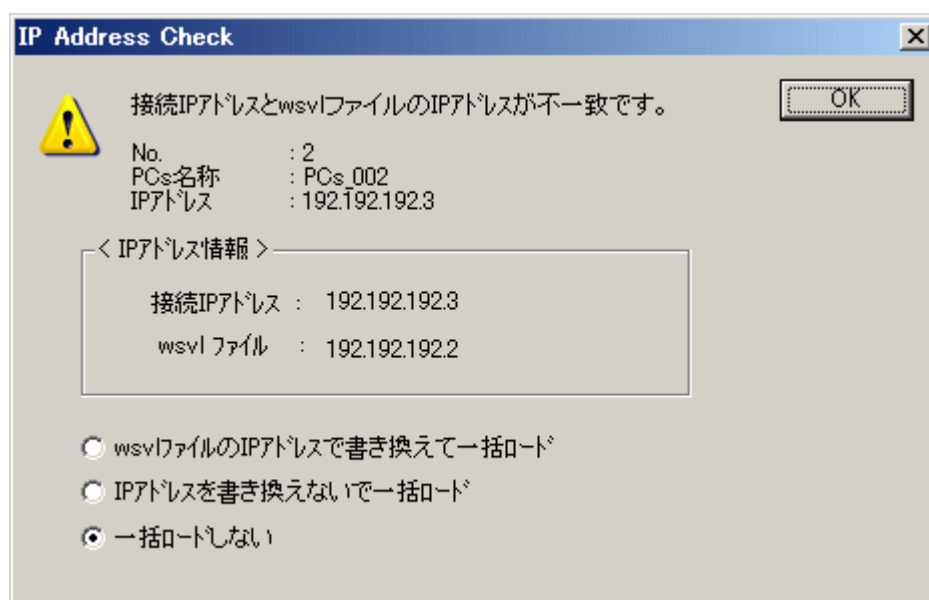 IP Address Check
接続IPアドレスとwsvlファイルのIPアドレスが不一致です。
OK
No. : 2
PCs名称 : PCs_002
IPアドレス : 192.192.192.3
< IPアドレス情報 >
接続IPアドレス : 192.192.192.3
wsvl ファイル : 192.192.192.2
wsvlファイルのIPアドレスで書き換えて一括ロード
IPアドレスを書き換えないで一括ロード
一括ロードしない